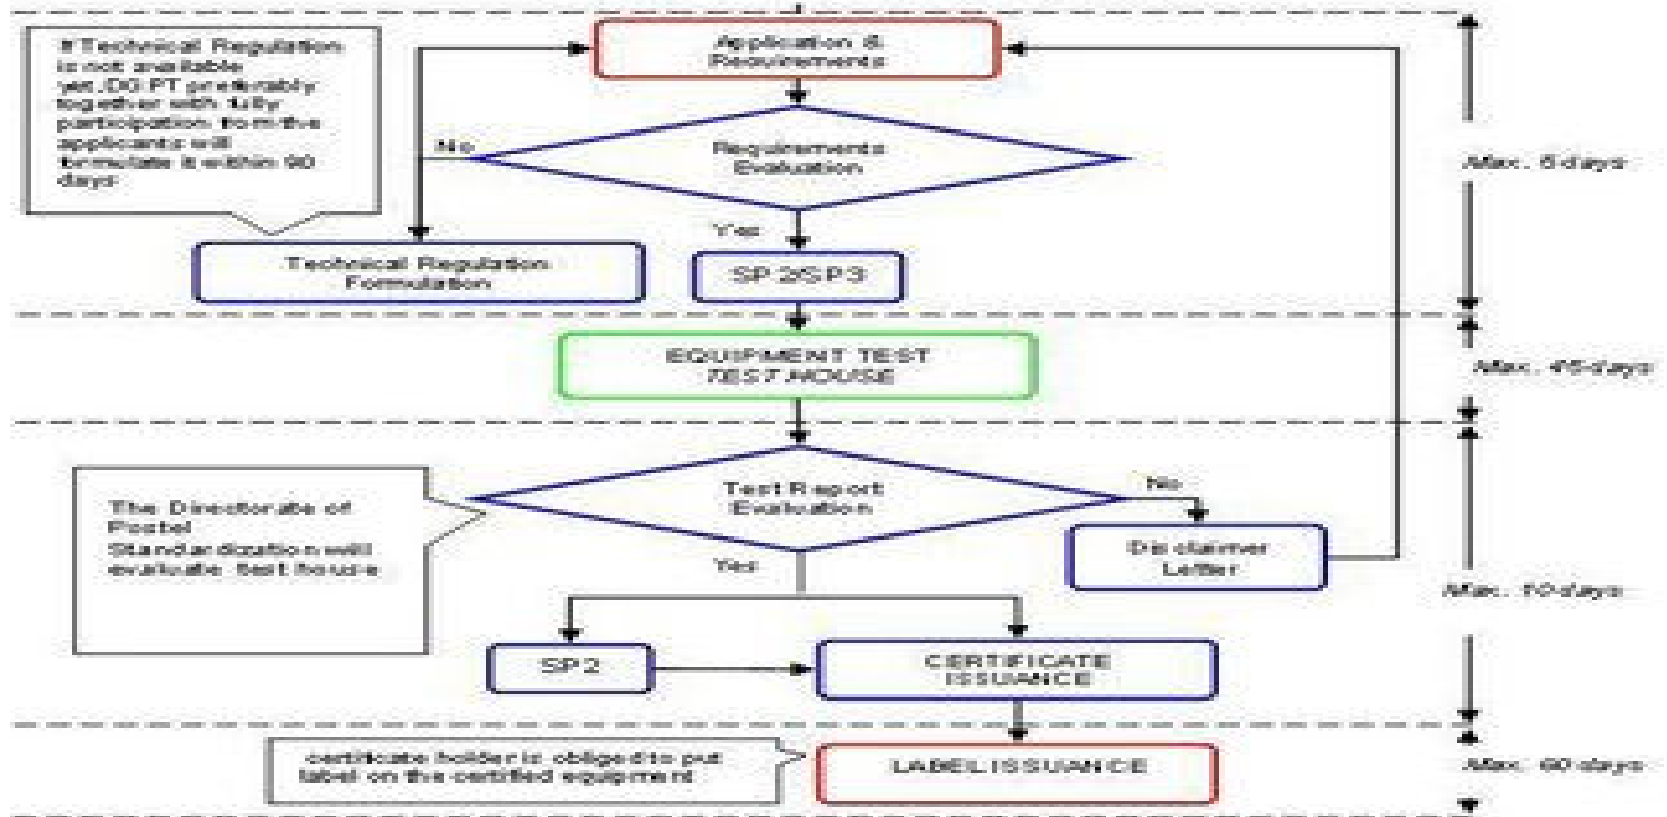 If Technical Regulation
is not available
yet, DG PT preferably
together with fully
participation from the
applicants will
formulate it within 90
days
Application &
Requirements
No
Requirements
Evaluation
Max. 5 days
Yes
Technical Regulation
Formulation
SP2/SP3
EQUIPMENT TEST
TEST HOUSE
Max. 45 days
The Directorate of
Postel
Standardization will
evaluate test house
Test Report
Evaluation
No
Yes
Disclaimer
Letter
Max. 10 days
SP2
CERTIFICATE
ISSUANCE
certificate holder is obliged to put
label on the certified equipment
LABEL ISSUANCE
Max. 60 days